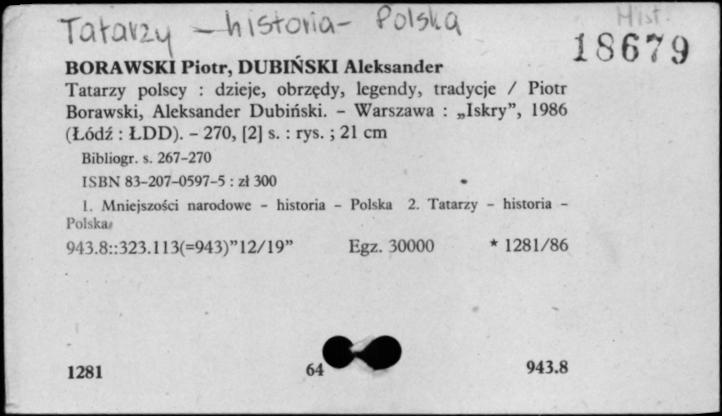 Tatarzy - historia - Polska
Hist.
18679
BORAWSKI Piotr, DUBIŃSKI Aleksander
Tatarzy polscy : dzieje, obrzędy, legendy, tradycje / Piotr
Borawski, Aleksander Dubiński. – Warszawa : „Iskry”, 1986
(Łódź : ŁDD). – 270, [2] s. : rys. ; 21 cm
Bibliogr. s. 267–270
ISBN 83-207-0597-5 : zł 300
1. Mniejszości narodowe – historia – Polska 2. Tatarzy – historia –
Polska
943.8::323.113(=943)”12/19” Egz. 30000 * 1281/86
1281 64 943.8